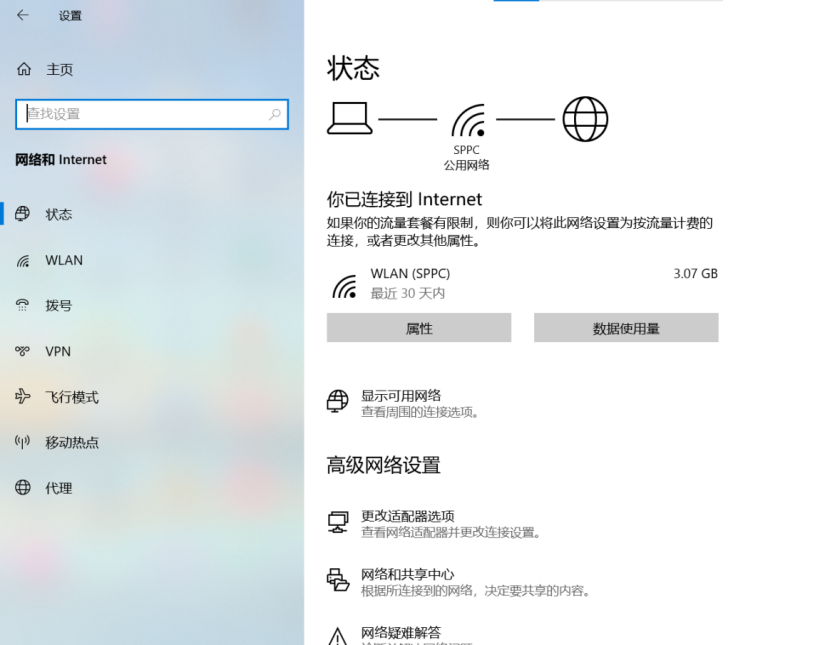 设置
主页
查找设置
网络和 Internet
状态
WLAN
拨号
VPN
飞行模式
移动热点
代理
状态
SPPC
公用网络
你已连接到 Internet
如果你的流量套餐有限制，则你可以将此网络设置为按流量计费的
连接，或者更改其他属性。
WLAN (SPPC)
3.07 GB
最近 30 天内
属性
数据使用量
显示可用网络
查看周围的连接选项。
高级网络设置
更改适配器选项
查看网络适配器并更改连接设置。
网络和共享中心
根据所连接到的网络，决定要共享的内容。
网络疑难解答